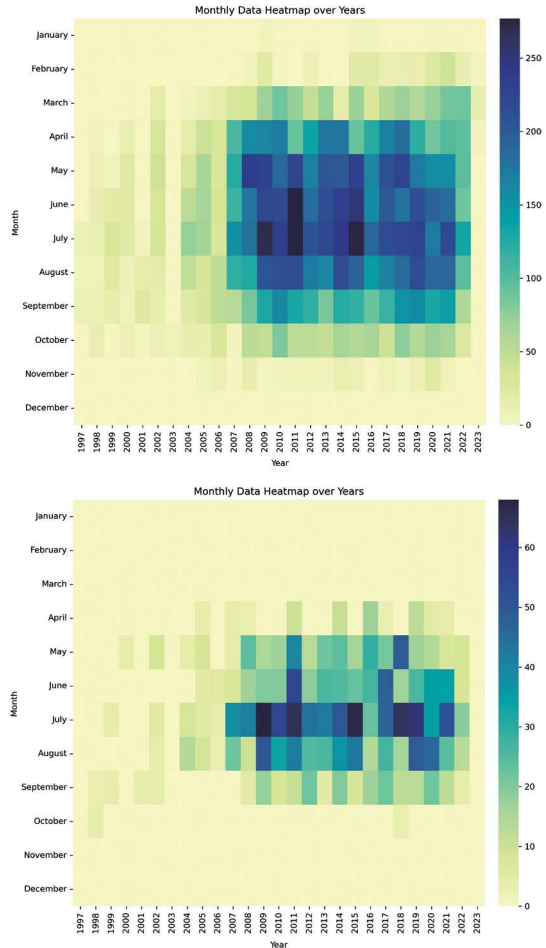 Monthly Data Heatmap over Years
January
February
March
April
May
June
July
August
September
October
November
December
Month
1997 1998 1999 2000 2001 2002 2003 2004 2005 2006 2007 2008 2009 2010 2011 2012 2013 2014 2015 2016 2017 2018 2019 2020 2021 2022 2023
Year
250
200
150
100
50
0
Monthly Data Heatmap over Years
January
February
March
April
May
June
July
August
September
October
November
December
Month
1997 1998 1999 2000 2001 2002 2003 2004 2005 2006 2007 2008 2009 2010 2011 2012 2013 2014 2015 2016 2017 2018 2019 2020 2021 2022 2023
Year
60
50
40
30
20
10
0